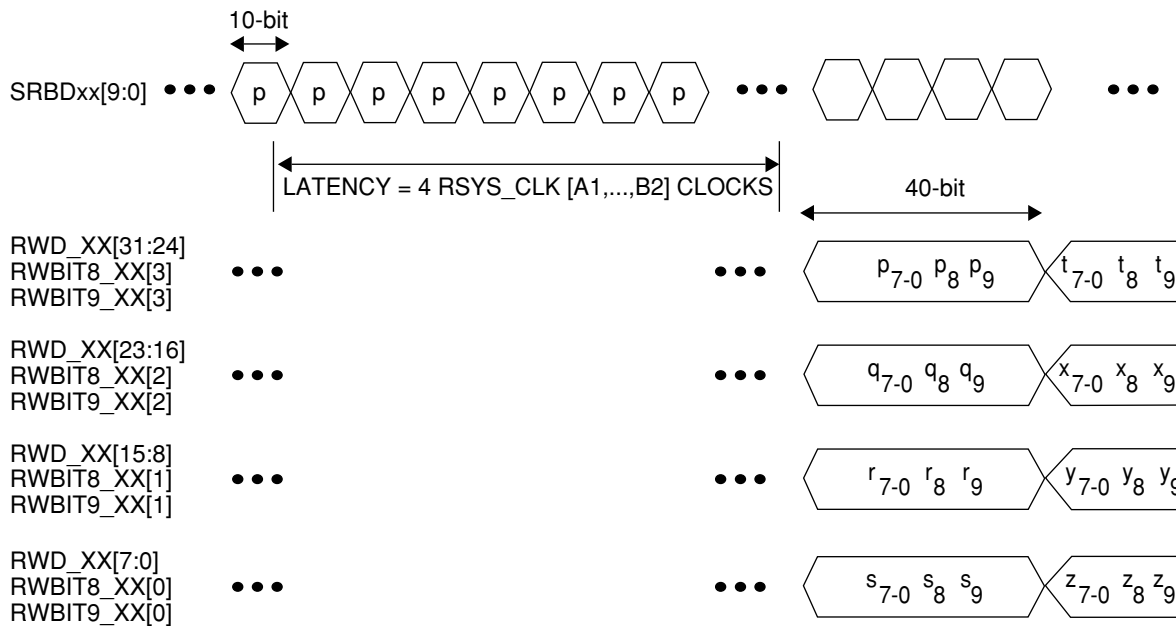 10-bit
SRBDxx[9:0]
p p p p p p p p
LATENCY = 4 RSYS_CLK [A1,...,B2] CLOCKS
40-bit
RWD_XX[31:24]
RWBIT8_XX[3]
RWBIT9_XX[3]
p7-0 p8 p9
t7-0 t8 t9
RWD_XX[23:16]
RWBIT8_XX[2]
RWBIT9_XX[2]
q7-0 q8 q9
x7-0 x8 x9
RWD_XX[15:8]
RWBIT8_XX[1]
RWBIT9_XX[1]
r7-0 r8 r9
y7-0 y8 y9
RWD_XX[7:0]
RWBIT8_XX[0]
RWBIT9_XX[0]
s7-0 s8 s9
z7-0 z8 z9